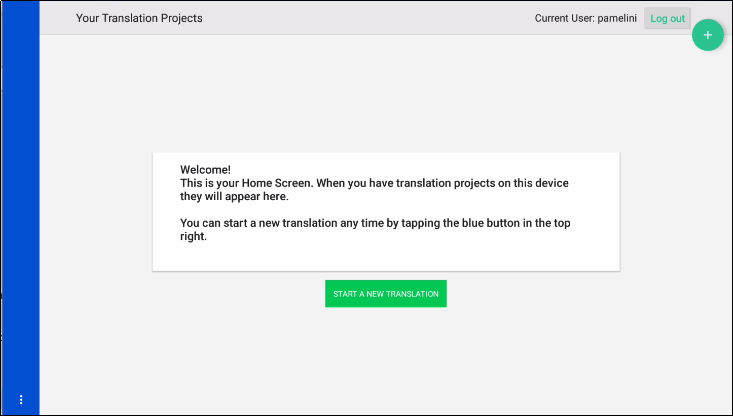 Your Translation Projects
Current User: pamelini
Log out
+
Welcome!
This is your Home Screen. When you have translation projects on this device
they will appear here.
You can start a new translation any time by tapping the blue button in the top
right.
START A NEW TRANSLATION